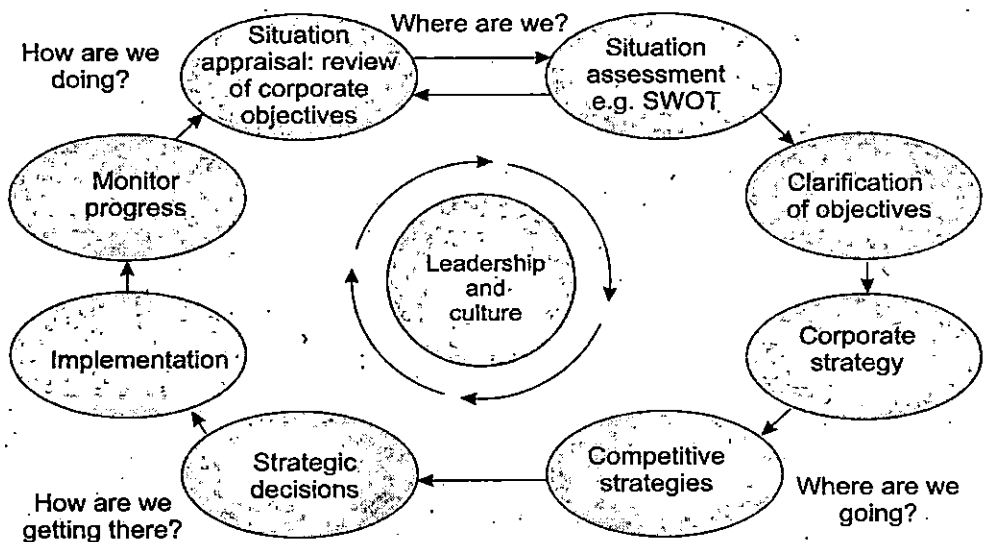 How are we
doing?
Situation
appraisal: review
of corporate
objectives
Where are we?
Situation
assessment
e.g. SWOT
Clarification
of objectives
Corporate
strategy
Where are we
going?
Competitive
strategies
Strategic
decisions
How are we
getting there?
Implementation
Monitor
progress
Leadership
and
culture